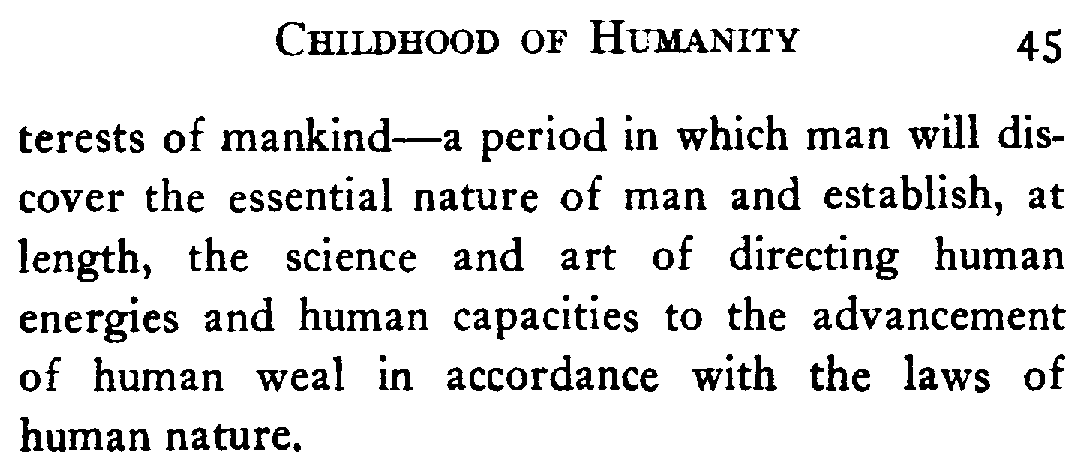 CHILDHOOD OF HUMANITY 45
terests of mankind—a period in which man will dis-
cover the essential nature of man and establish, at
length, the science and art of directing human
energies and human capacities to the advancement
of human weal in accordance with the laws of
human nature.